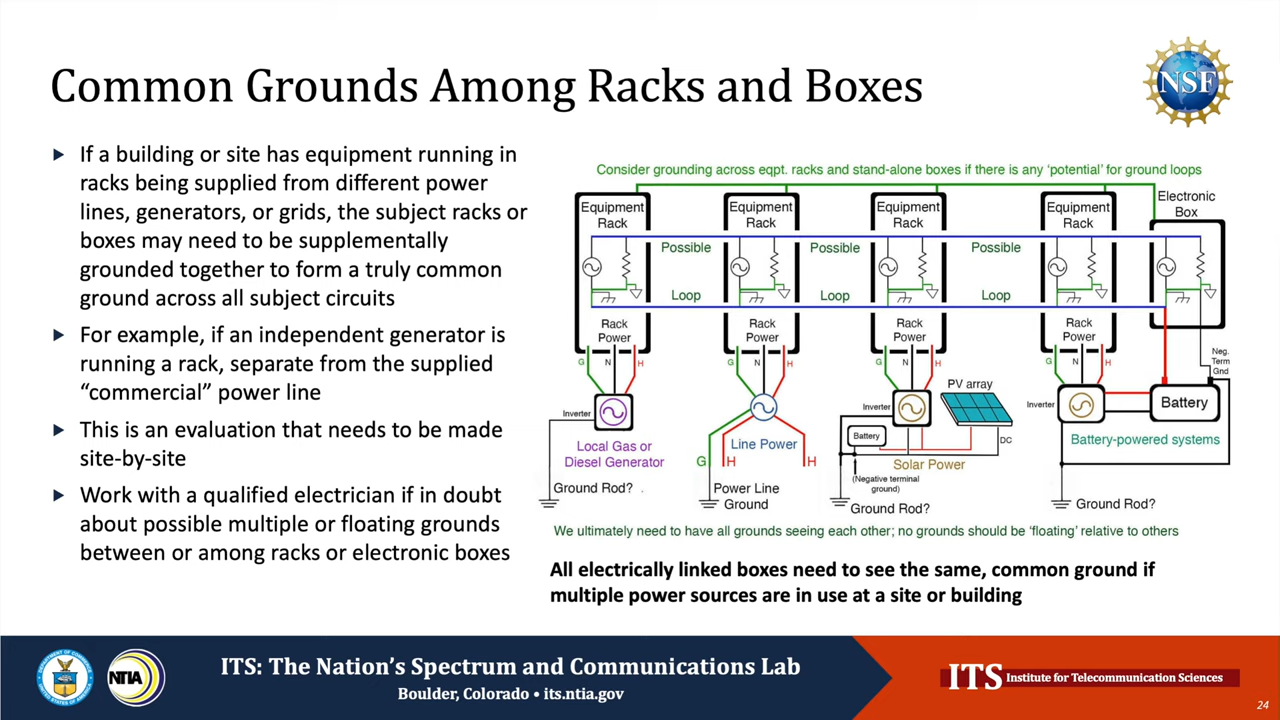 Common Grounds Among Racks and Boxes
NSF
If a building or site has equipment running in
racks being supplied from different power
lines, generators, or grids, the subject racks or
boxes may need to be supplementally
grounded together to form a truly common
ground across all subject circuits
For example, if an independent generator is
running a rack, separate from the supplied
“commercial” power line
This is an evaluation that needs to be made
site-by-site
Work with a qualified electrician if in doubt
about possible multiple or floating grounds
between or among racks or electronic boxes
Consider grounding across eqpt. racks and stand-alone boxes if there is any ‘potential’ for ground loops
Equipment
Rack
Equipment
Rack
Equipment
Rack
Equipment
Rack
Electronic
Box
Possible
Possible
Possible
Loop
Loop
Loop
Rack
Power
Rack
Power
Rack
Power
Rack
Power
G N H
G N H
G N H
G N H
Neg.
Term
Gnd
Inverter
Local Gas or
Diesel Generator
Ground Rod?
Line Power
G H H
Power Line
Ground
PV array
Inverter
Battery
DC
Solar Power
(Negative terminal
ground)
Ground Rod?
Inverter
Battery
Battery-powered systems
Ground Rod?
We ultimately need to have all grounds seeing each other; no grounds should be ‘floating’ relative to others
All electrically linked boxes need to see the same, common ground if
multiple power sources are in use at a site or building
NTIA
ITS: The Nation’s Spectrum and Communications Lab
Boulder, Colorado • its.ntia.gov
ITS Institute for Telecommunication Sciences
24